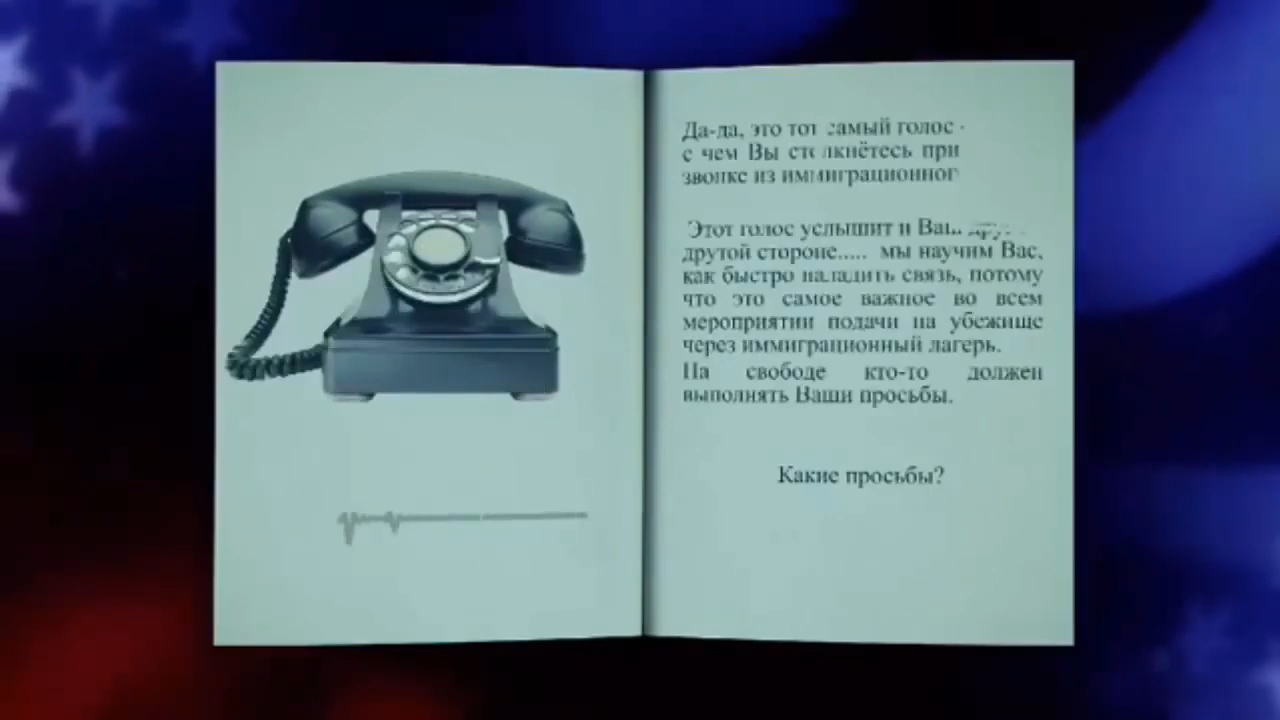 Да-да, это тот самый голос -
с чем Вы столкнётесь при
звонке из иммиграционног
Этот голос услышит и Ваш
другой стороне..... мы научим Вас,
как быстро наладить связь, потому
что это самое важное во всем
мероприятии подачи на убежище
через иммиграционный лагерь.
На свободе кто-то должен
выполнять Ваши просьбы.
Какие просьбы?